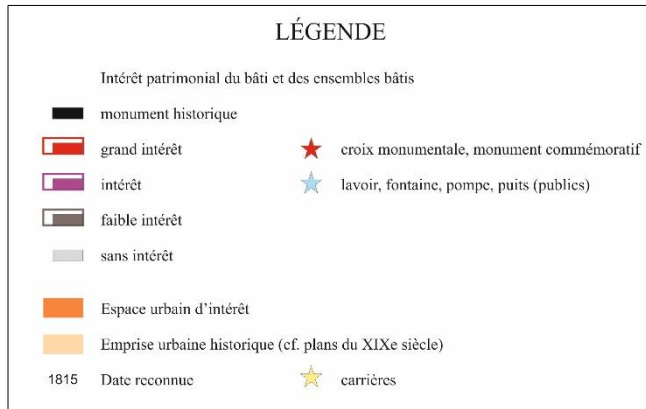 LÉGENDE
Intérêt patrimonial du bâti et des ensembles bâtis
monument historique
grand intérêt
croix monumentale, monument commémoratif
intérêt
lavoir, fontaine, pompe, puits (publics)
faible intérêt
sans intérêt
Espace urbain d'intérêt
Emprise urbaine historique (cf. plans du XIXe siècle)
1815 Date reconnue
carrières